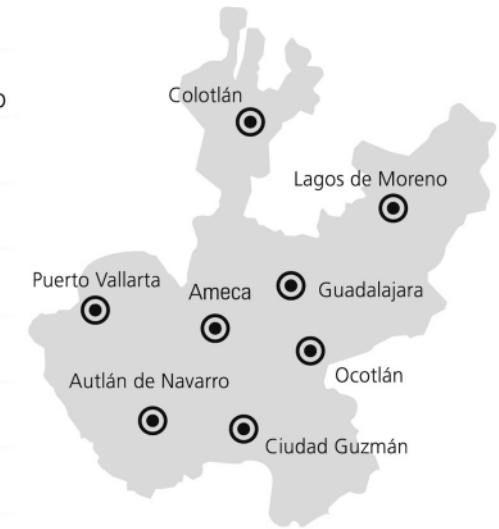 Colotlán
o
Lagos de Moreno
Puerto Vallarta
Ameca
Guadalajara
Ocotlán
Autlán de Navarro
Ciudad Guzmán